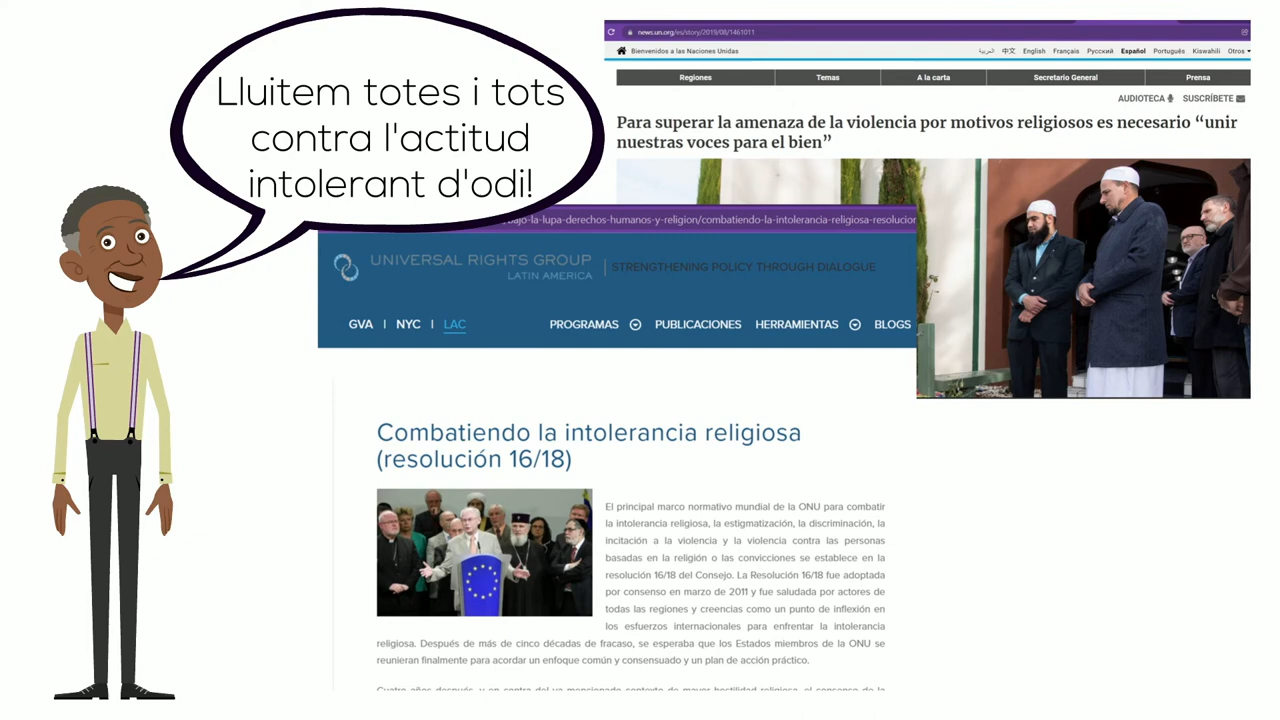 Lluitem totes i tots
contra l'actitud
intolerant d'odi!
news.un.org/es/story/2019/08/1461011
Bienvenidos a las Naciones Unidas
العربية 中文 English Français Русский Español Português Kiswahili Otros
Regiones Temas A la carta Secretario General Prensa
AUDIOTECA SUSCRÍBETE
Para superar la amenaza de la violencia por motivos religiosos es necesario “unir
nuestras voces para el bien”
bajo-la-lupa-derechos-humanos-y-religion/combatiendo-la-intolerancia-religiosa-resolucion
UNIVERSAL RIGHTS GROUP
LATIN AMERICA
STRENGTHENING POLICY THROUGH DIALOGUE
GVA | NYC | LAC
PROGRAMAS PUBLICACIONES HERRAMIENTAS BLOGS
Combatiendo la intolerancia religiosa
(resolución 16/18)
El principal marco normativo mundial de la ONU para combatir
la intolerancia religiosa, la estigmatización, la discriminación, la
incitación a la violencia y la violencia contra las personas
basadas en la religión o las convicciones se establece en la
resolución 16/18 del Consejo. La Resolución 16/18 fue adoptada
por consenso en marzo de 2011 y fue saludada por actores de
todas las regiones y creencias como un punto de inflexión en
los esfuerzos internacionales para enfrentar la intolerancia
religiosa. Después de más de cinco décadas de fracaso, se esperaba que los Estados miembros de la ONU se
reunieran finalmente para acordar un enfoque común y consensuado y un plan de acción práctico.